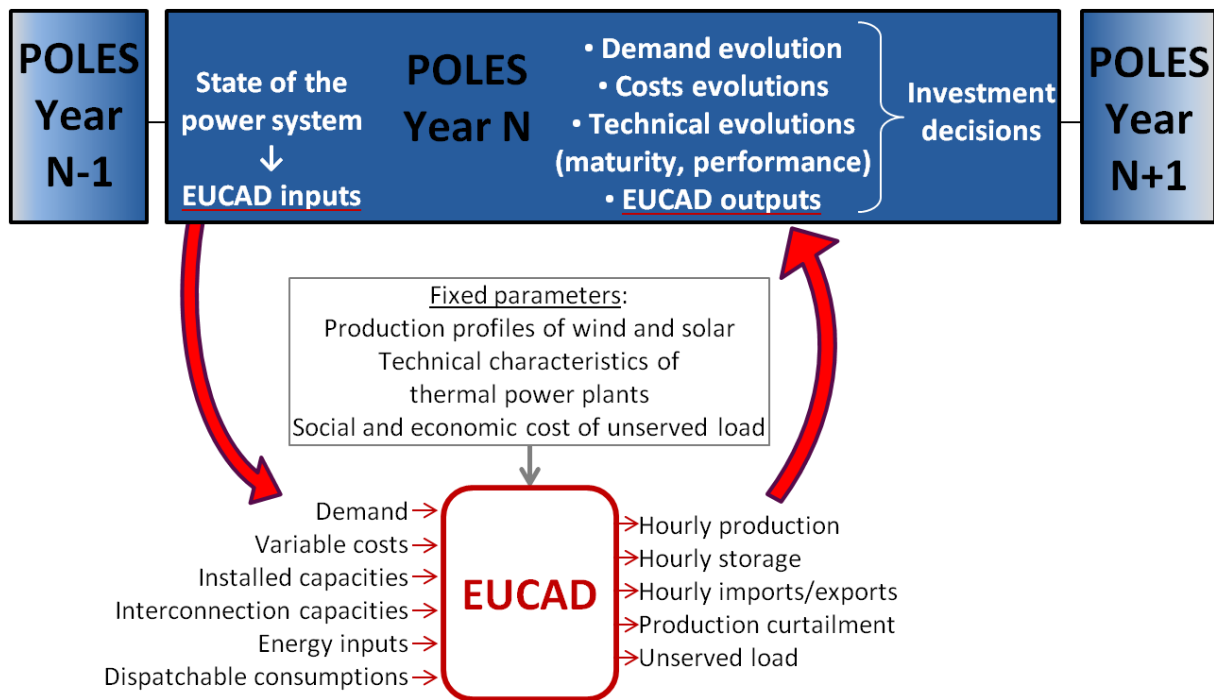 POLES
Year
N-1
State of the
power system
↓
EUCAD inputs
POLES
Year N
• Demand evolution
• Costs evolutions
• Technical evolutions
(maturity, performance)
• EUCAD outputs
Investment
decisions
POLES
Year
N+1
Fixed parameters:
Production profiles of wind and solar
Technical characteristics of
thermal power plants
Social and economic cost of unserved load
Demand
Variable costs
Installed capacities
Interconnection capacities
Energy inputs
Dispatchable consumptions
EUCAD
Hourly production
Hourly storage
Hourly imports/exports
Production curtailment
Unserved load